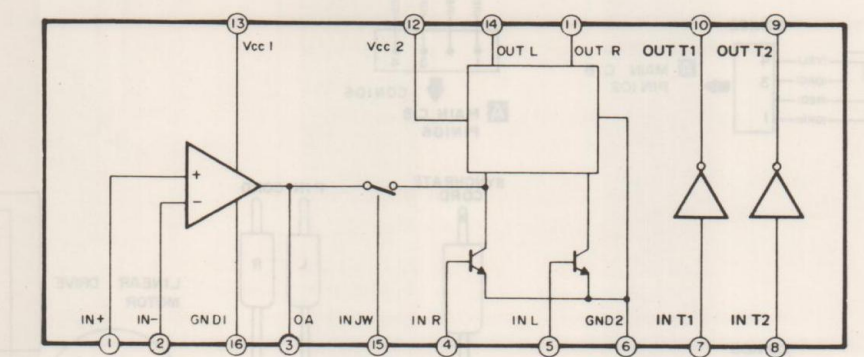 13 12 14 11 10 9
Vcc 1 Vcc 2 OUT L OUT R OUT T1 OUT T2
+
−
IN+ IN− GND1 OA INJW IN R IN L GND2 IN T1 IN T2
1 2 16 3 15 4 5 6 7 8